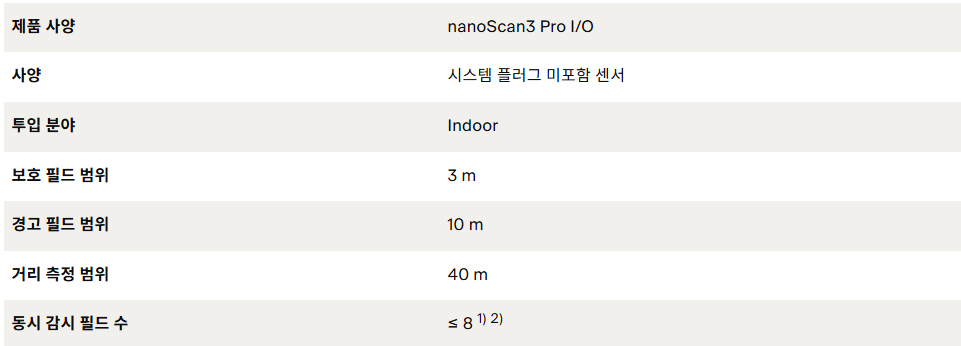 제품 사양 nanoScan3 Pro I/O
사양 시스템 플러그 미포함 센서
투입 분야 Indoor
보호 필드 범위 3 m
경고 필드 범위 10 m
거리 측정 범위 40 m
동시 감시 필드 수 ≤ 8 1) 2)